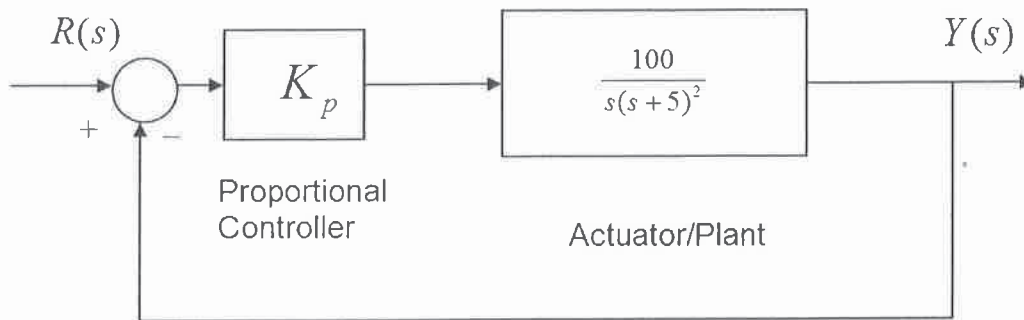 R(s)
Y(s)
K_p
100
s(s+5)^2
+
−
Proportional
Controller
Actuator/Plant